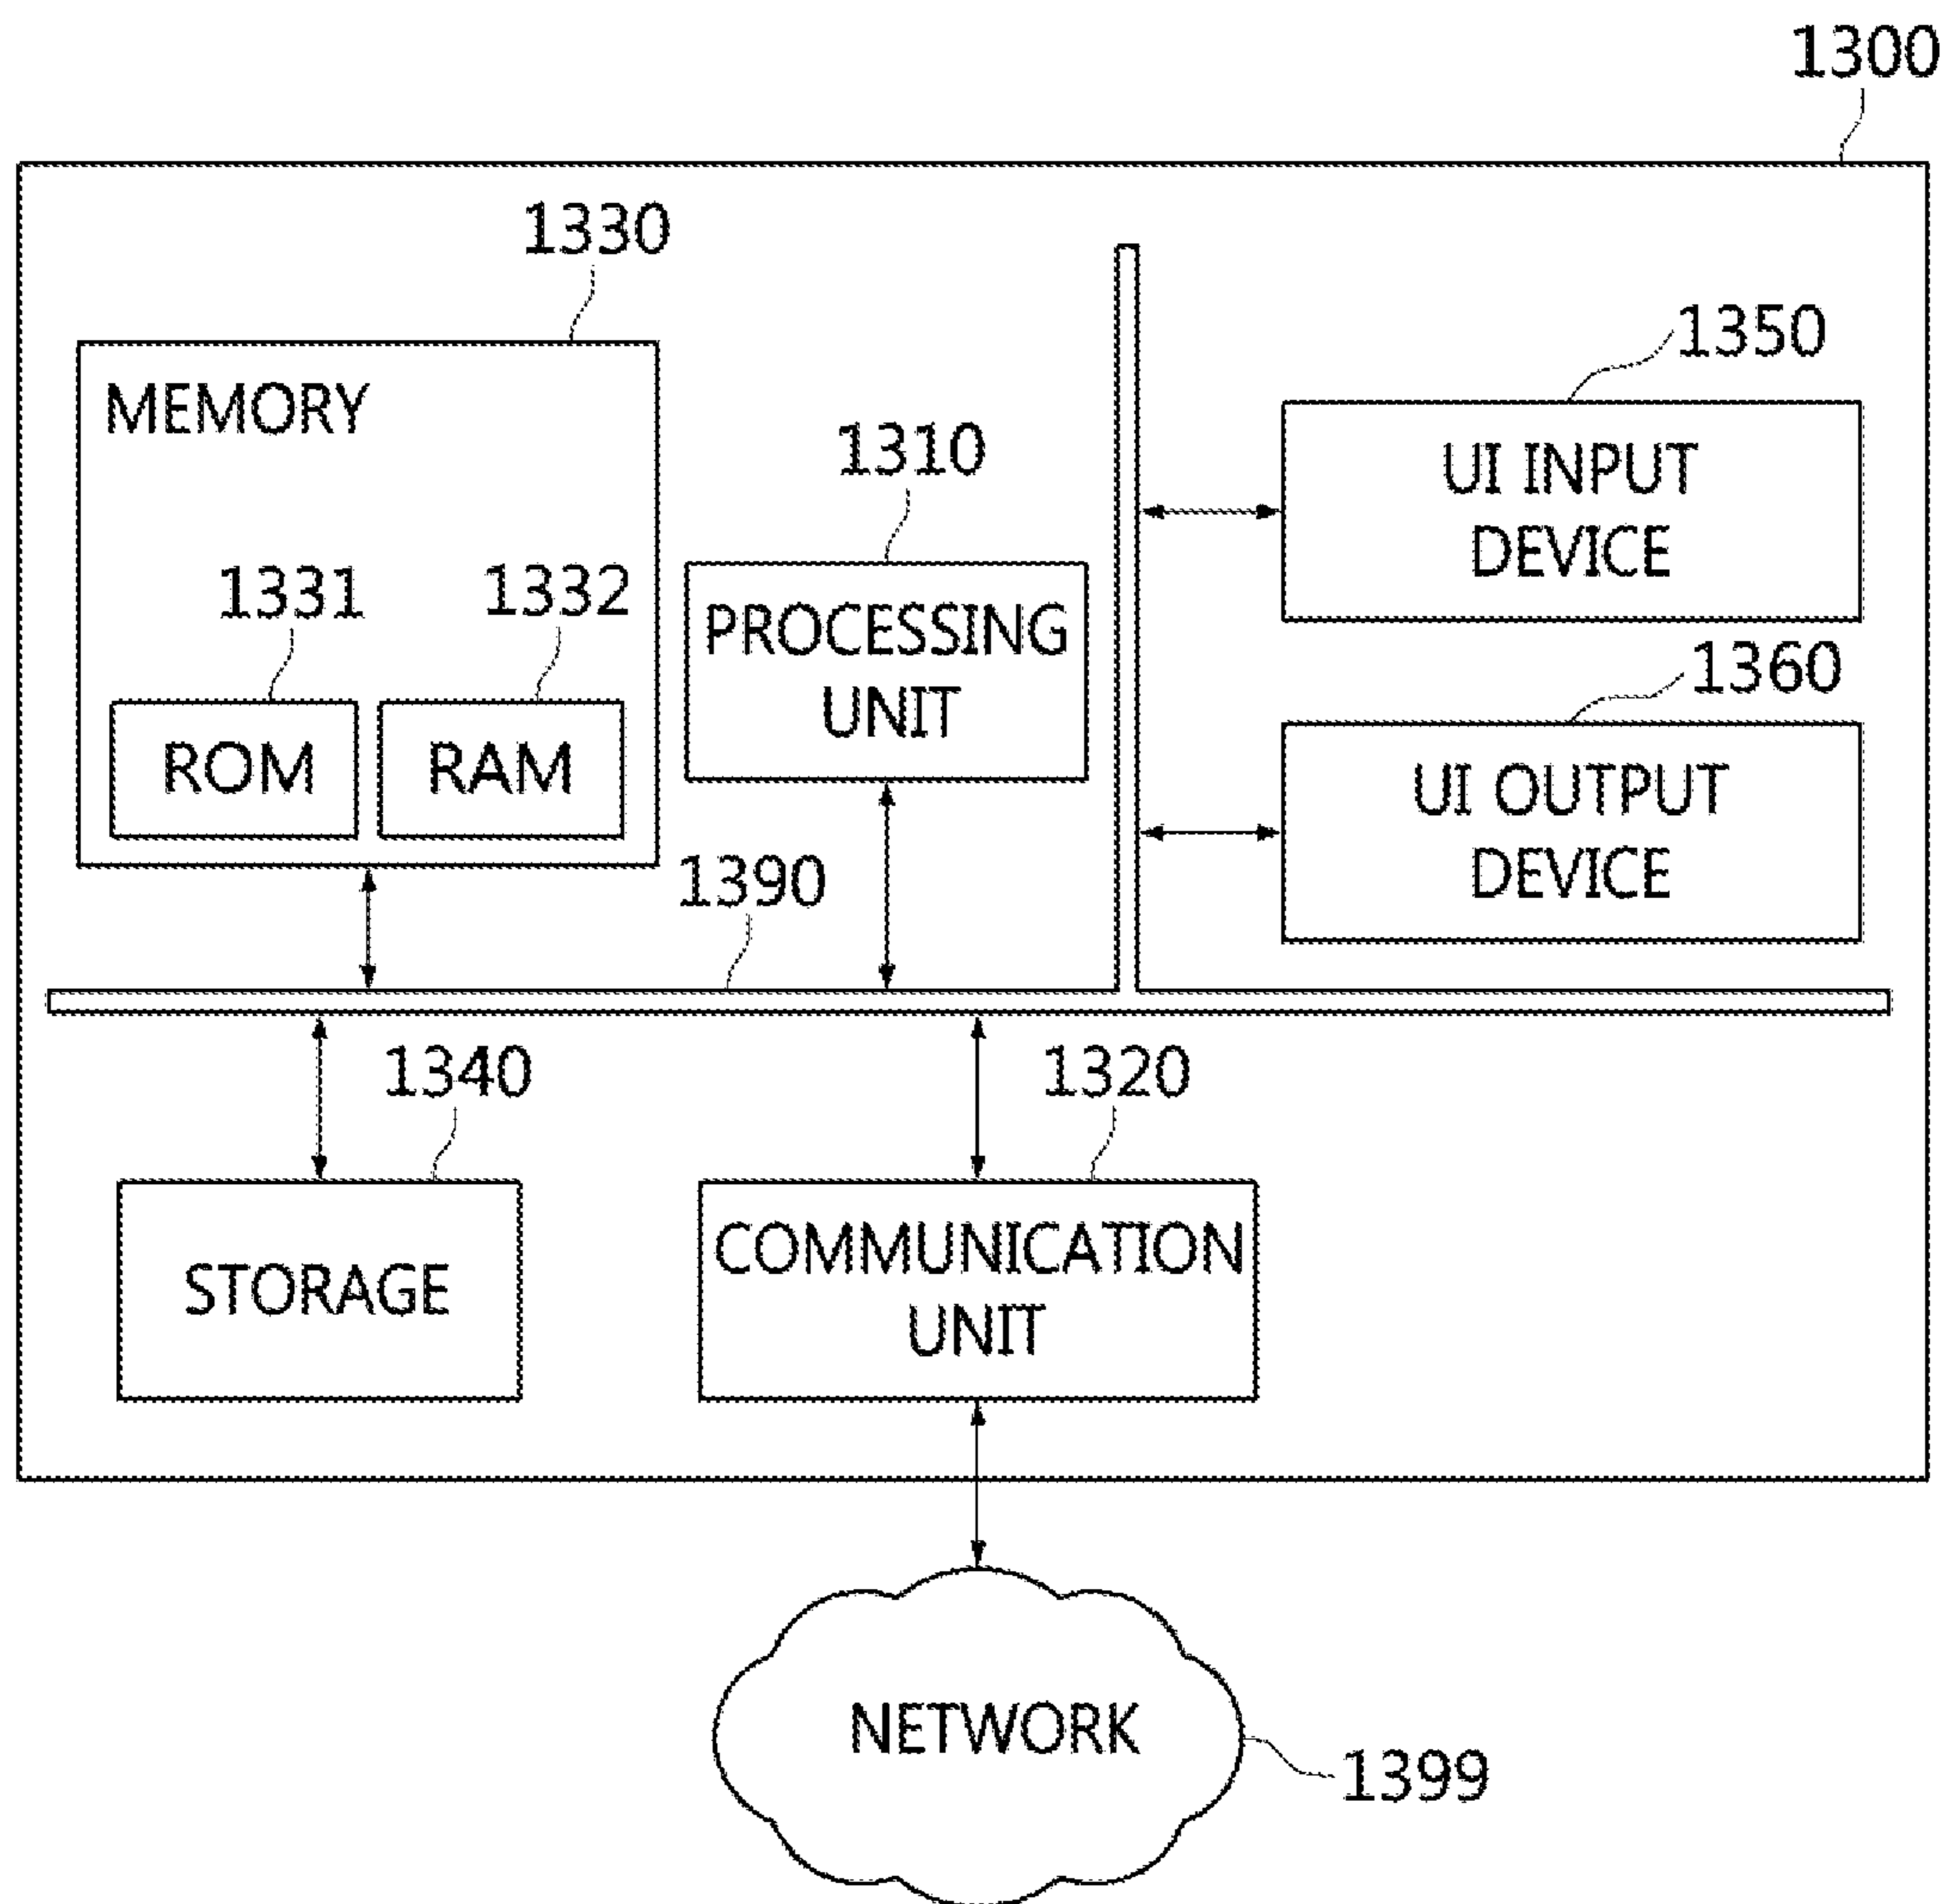 1300
1330
MEMORY
1331
1332
ROM
RAM
1310
PROCESSING
UNIT
1350
UI INPUT
DEVICE
1360
UI OUTPUT
DEVICE
1390
1340
STORAGE
1320
COMMUNICATION
UNIT
NETWORK
1399